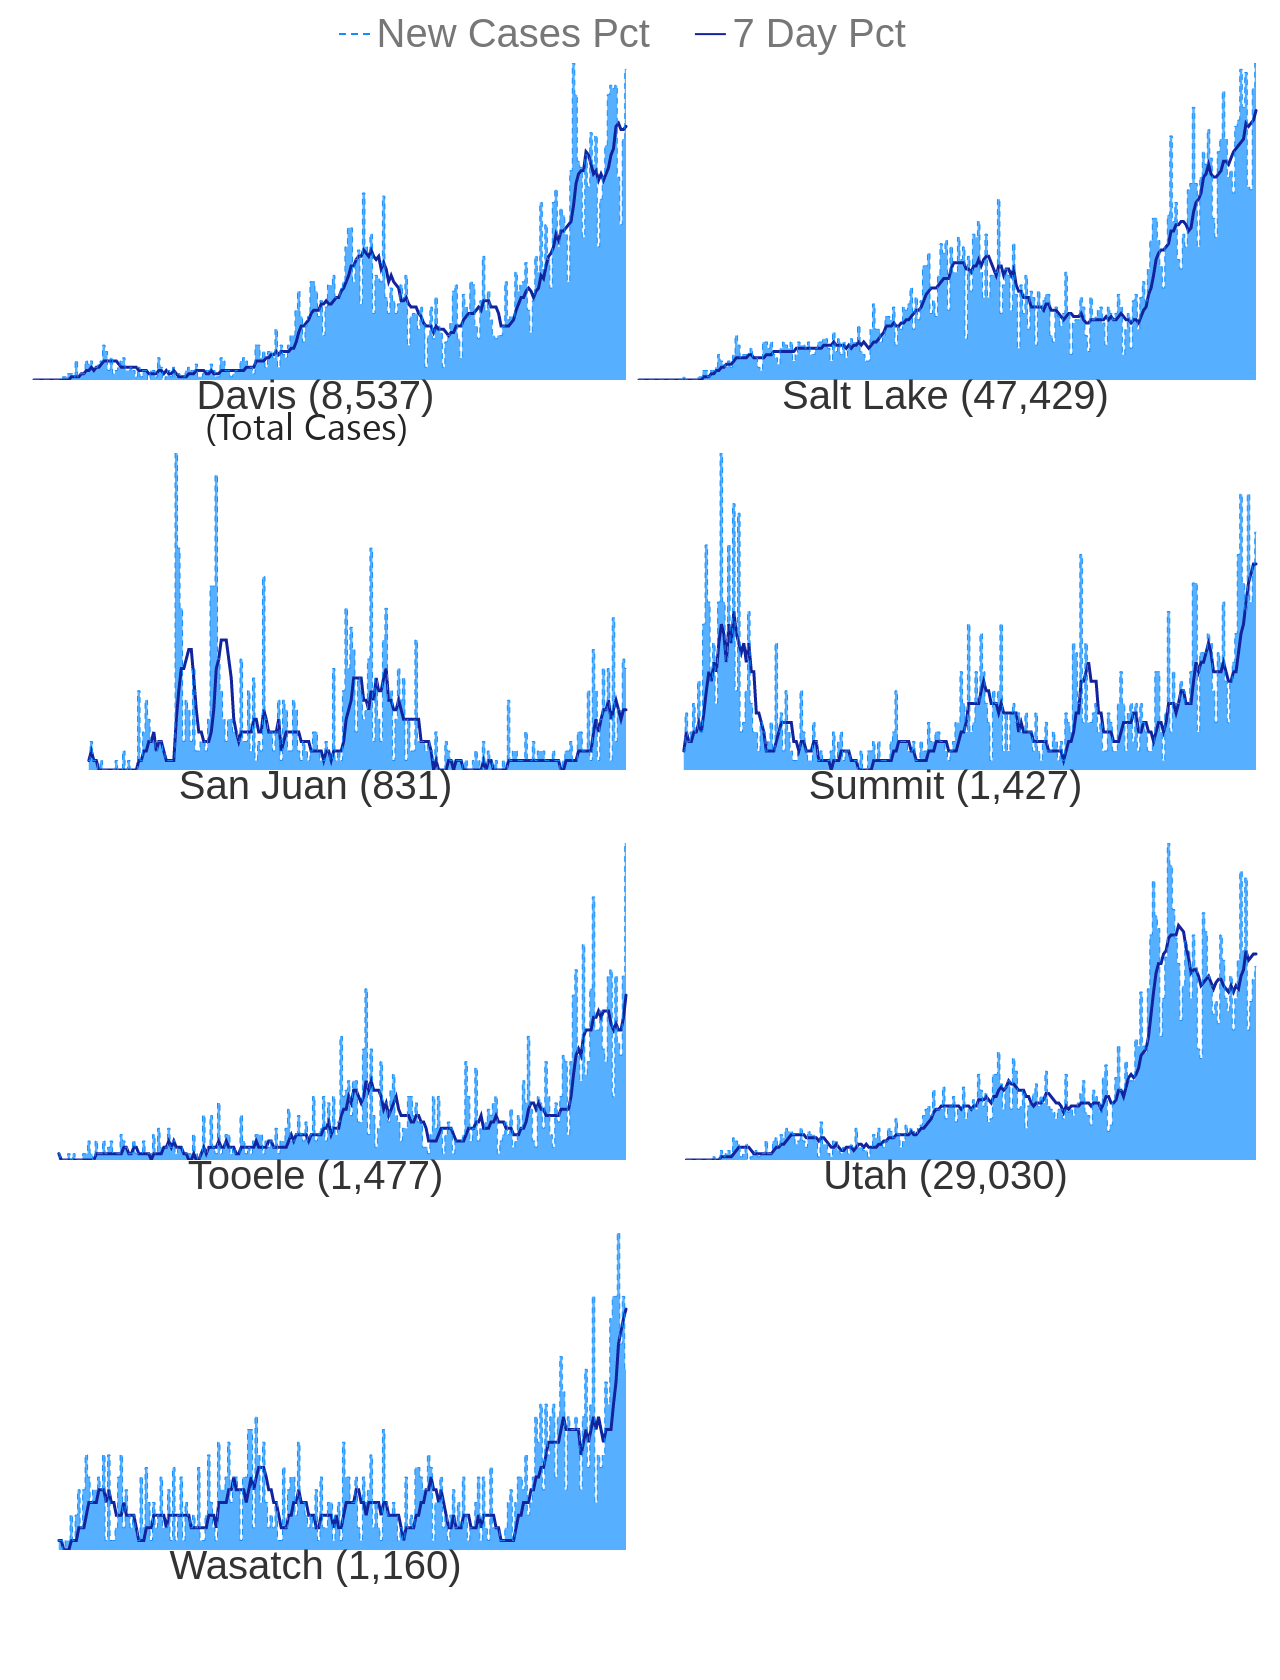 New Cases Pct 7 Day Pct
Davis (8,537) Salt Lake (47,429)
(Total Cases)
San Juan (831) Summit (1,427)
Tooele (1,477) Utah (29,030)
Wasatch (1,160)